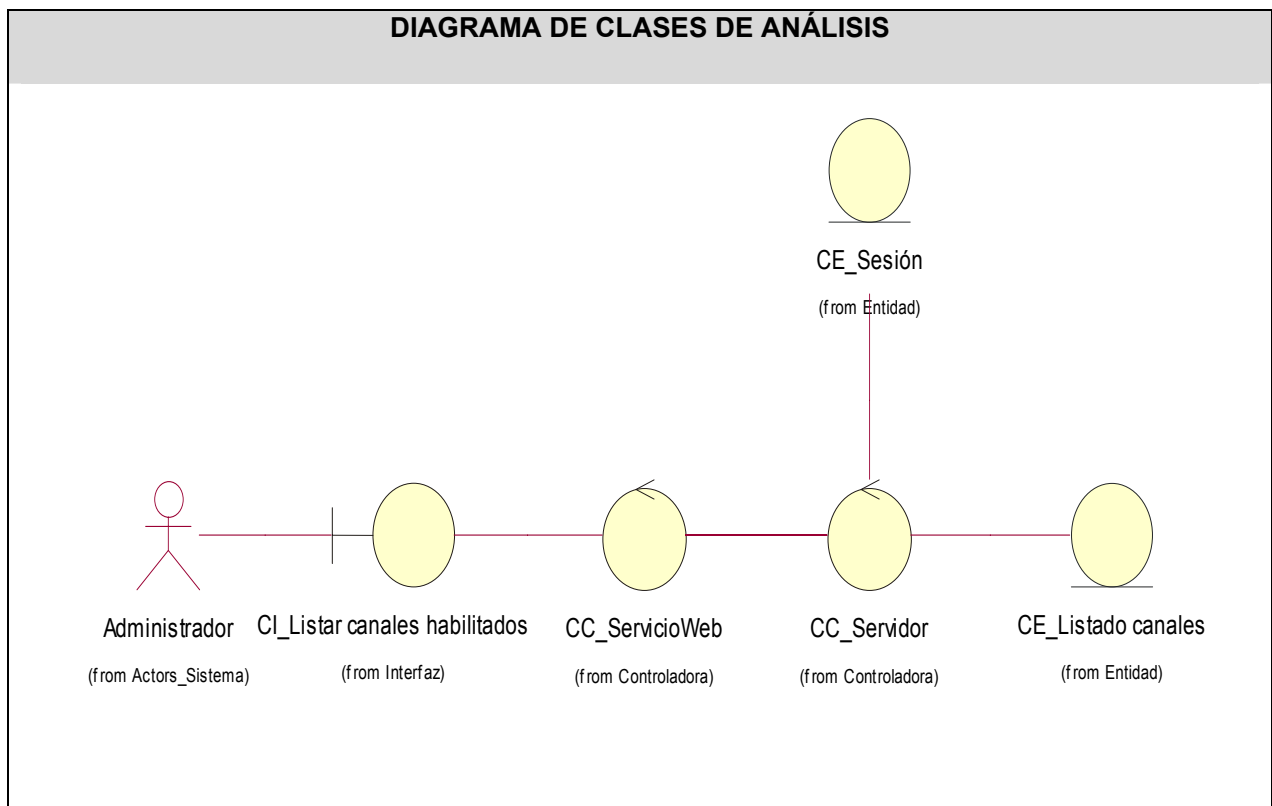 DIAGRAMA DE CLASES DE ANÁLISIS
CE_Sesión
(from Entidad)
Administrador
(from Actors_Sistema)
CI_Listar canales habilitados
(from Interfaz)
CC_ServicioWeb
(from Controladora)
CC_Servidor
(from Controladora)
CE_Listado canales
(from Entidad)